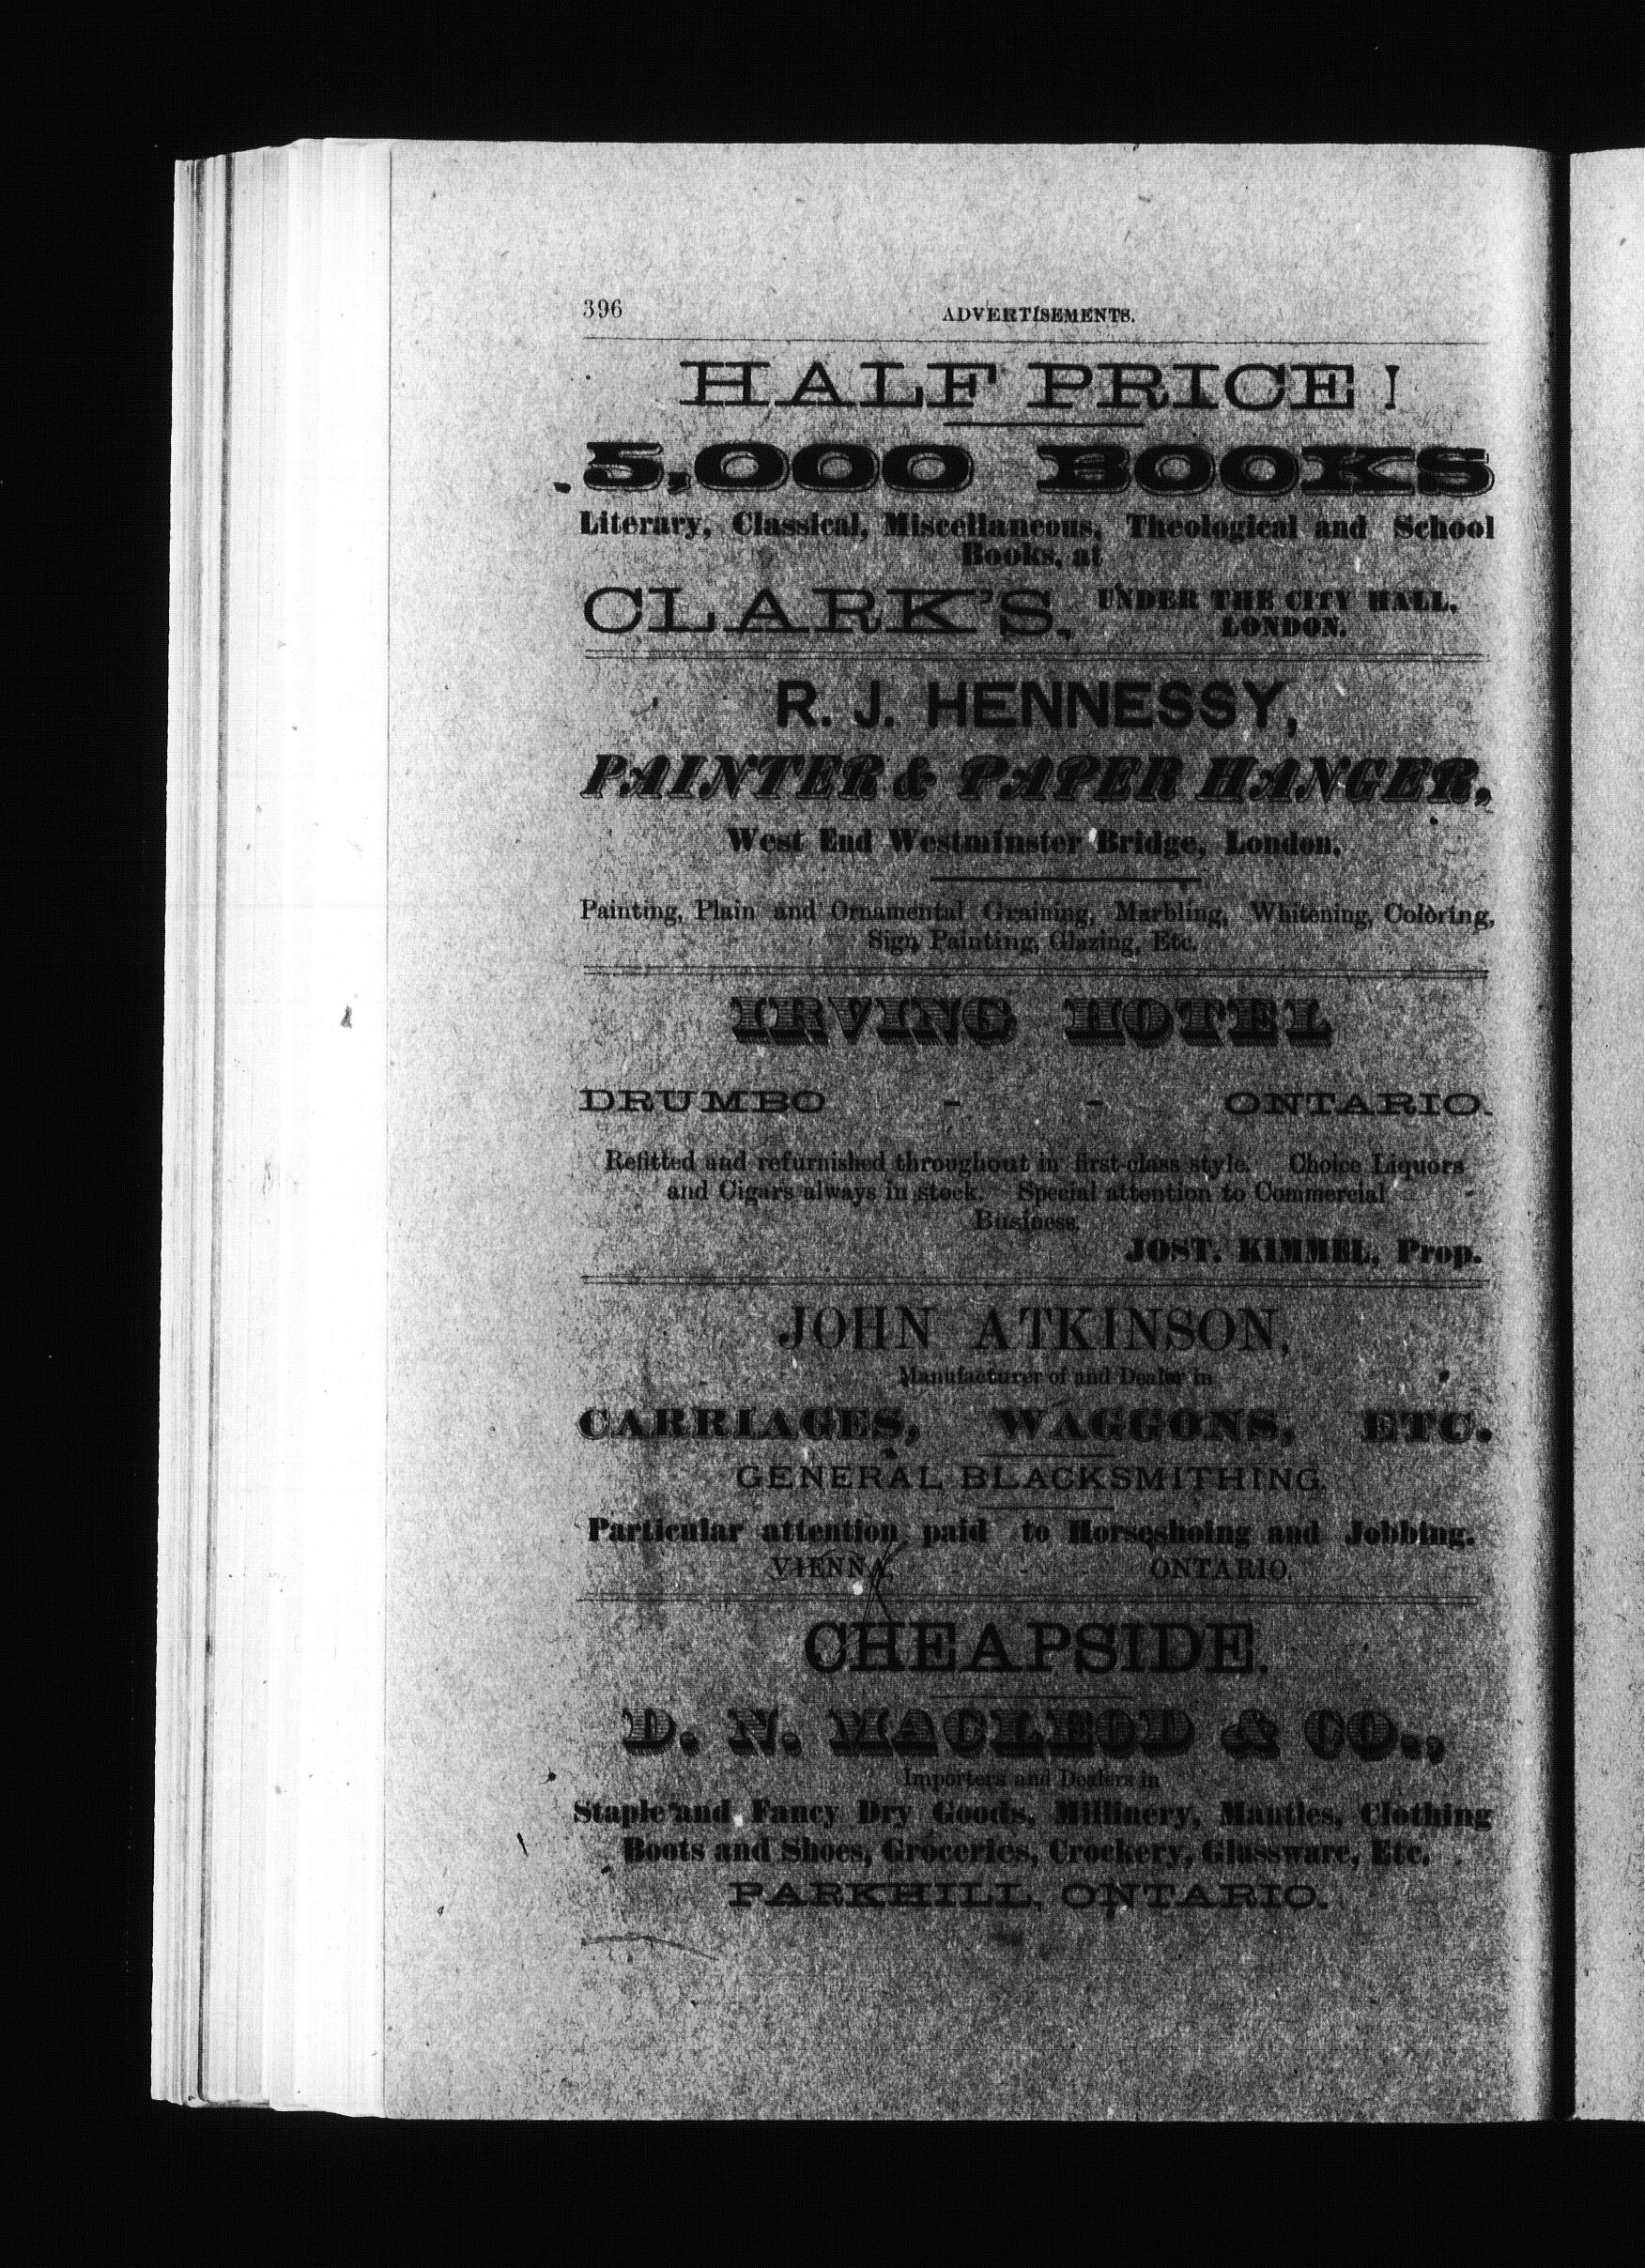 396
ADVERTISEMENTS.
HALF PRICE!
5,000 BOOKS
Literary, Classical, Miscellaneous, Theological and School
Books, at
CLARK'S, UNDER THE CITY HALL,
LONDON.
R. J. HENNESSY,
PAINTER & PAPER HANGER,
West End Westminster Bridge, London.
Painting, Plain and Ornamental Graining, Marbling, Whitening, Coloring,
Sign Painting, Glazing, Etc.
IRVING HOTEL
DRUMBO - - ONTARIO.
Refitted and refurnished throughout in first-class style. Choice Liquors
and Cigars always in stock. Special attention to Commercial
Business.
JOST. KIMMEL, Prop.
JOHN ATKINSON,
Manufacturer of and Dealer in
CARRIAGES, WAGGONS, ETC.
GENERAL BLACKSMITHING.
Particular attention paid to Horseshoing and Jobbing.
VIENNA, - - - ONTARIO.
CHEAPSIDE.
D. N. MACLEOD & CO.,
Importers and Dealers in
Staple and Fancy Dry Goods, Millinery, Mantles, Clothing
Boots and Shoes, Groceries, Crockery, Glassware, Etc.
PARKHILL, ONTARIO.